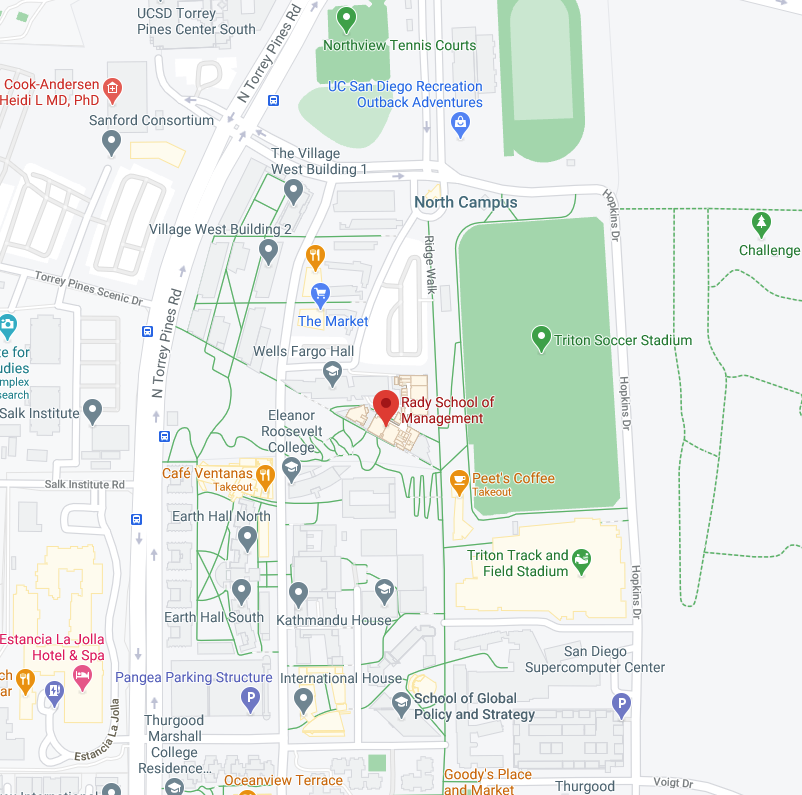 UCSD Torrey
Pines Center South
N Torrey Pines Rd
Northview Tennis Courts
Cook-Andersen
Heidi L MD, PhD
UC San Diego Recreation
Outback Adventures
Sanford Consortium
The Village
West Building 1
North Campus
Hopkins Dr
Village West Building 2
Ridge Walk
Challenge
Torrey Pines Scenic Dr
N Torrey Pines Rd
The Market
Triton Soccer Stadium
te for
udies
mplex
search
Wells Fargo Hall
Salk Institute
Rady School of
Management
Hopkins Dr
Eleanor
Roosevelt
College
Café Ventanas
Takeout
Peet's Coffee
Takeout
Salk Institute Rd
Earth Hall North
Triton Track and
Field Stadium
Hopkins Dr
Earth Hall South
Kathmandu House
Estancia La Jolla
Hotel & Spa
San Diego
Supercomputer Center
Pangea Parking Structure
P
International House
ch
ar
School of Global
Policy and Strategy
P
Estancia La Jolla
Thurgood
Marshall
College
Residence...
Oceanview Terrace
Goody's Place
and Market
Thurgood
Voigt Dr